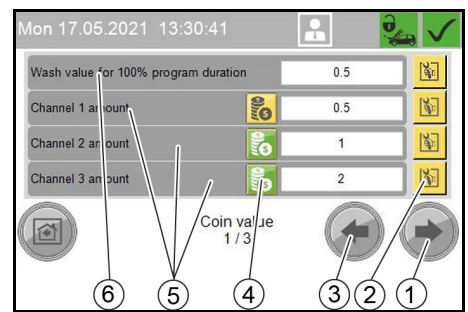 Mon 17.05.2021 13:30:41
Wash value for 100% program duration 0.5
Channel 1 amount 0.5
Channel 2 amount 1
Channel 3 amount 2
Coin value
1 / 3
6 5 4 3 2 1